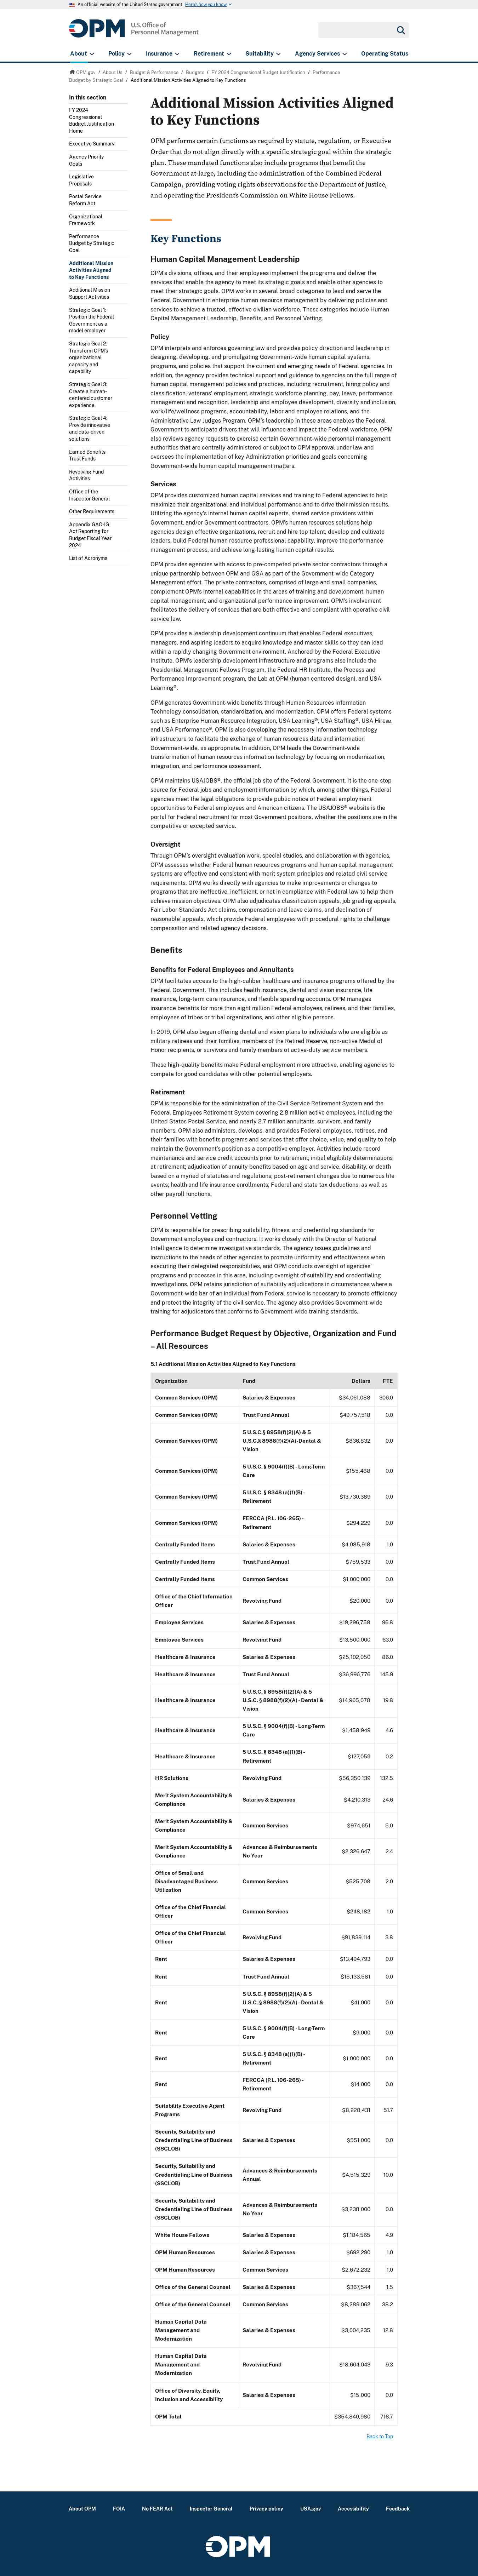 An official website of the United States government Here's how you know
OPM U.S. Office of
Personnel Management
About Policy Insurance Retirement Suitability Agency Services Operating Status
OPM.gov / About Us / Budget & Performance / Budgets / FY 2024 Congressional Budget Justification / Performance
Budget by Strategic Goal / Additional Mission Activities Aligned to Key Functions
In this section
FY 2024
Congressional
Budget Justification
Home
Executive Summary
Agency Priority
Goals
Legislative
Proposals
Postal Service
Reform Act
Organizational
Framework
Performance
Budget by Strategic
Goal
Additional Mission
Activities Aligned
to Key Functions
Additional Mission
Support Activities
Strategic Goal 1:
Position the Federal
Government as a
model employer
Strategic Goal 2:
Transform OPM's
organizational
capacity and
capability
Strategic Goal 3:
Create a human-
centered customer
experience
Strategic Goal 4:
Provide innovative
and data-driven
solutions
Earned Benefits
Trust Funds
Revolving Fund
Activities
Office of the
Inspector General
Other Requirements
Appendix GAO-IG
Act Reporting for
Budget Fiscal Year
2024
List of Acronyms
Additional Mission Activities Aligned
to Key Functions
OPM performs certain functions as required by statute, regulation, or Executive
Order that do not align directly with a specific strategic goal within the strategic
plan. These mandated functions also include programs that benefit the
Government at-large, including the administration of the Combined Federal
Campaign, providing voting rights observations for the Department of Justice,
and operating the President's Commission on White House Fellows.
Key Functions
Human Capital Management Leadership
OPM's divisions, offices, and their employees implement the programs and deliver the
services that enable the agency to meet its strategic goals and enable agencies to meet
their strategic goals. OPM works in several broad categories to help lead and serve the
Federal Government in enterprise human resources management by delivering policies and
services to achieve a trusted, effective civilian workforce. These categories include Human
Capital Management Leadership, Benefits, and Personnel Vetting.
Policy
OPM interprets and enforces governing law and provides policy direction and leadership in
designing, developing, and promulgating Government-wide human capital systems,
programs, and policies that support the current and emerging needs of Federal agencies. In
addition, the agency provides technical support and guidance to agencies on the full range
of human capital management policies and practices, including recruitment, hiring policy and
classification, veterans' employment, strategic workforce planning, pay, leave, performance
management and recognition, leadership and employee development, diversity and inclusion,
work/life/wellness programs, accountability, labor and employee relations, and the
Administrative Law Judges Program. OPM's leadership in these areas enables the Federal
Government to anticipate events that will influence and impact the Federal workforce. OPM
also reviews agency requests to exercise certain Government-wide personnel management
authorities that are centrally administered or subject to OPM approval under law and
oversees the implementation of key Administration priorities and goals concerning
Government-wide human capital management matters.
Services
OPM provides customized human capital services and training to Federal agencies to help
maximize their organizational and individual performance and to drive their mission results.
Utilizing internal OPM experts, and through shared service solutions with providers within
Government, and/or Government contractors, OPM's human resources solutions help
agencies design effective organizations, recruit and hire top talent, develop and cultivate
leaders, build Federal human resource professional capability, improve the performance
management process, and achieve long-lasting human capital results.
OPM provides agencies with access to pre-competed private sector contractors through a
unique partnership between OPM and GSA as part of the Government-wide Category
Management effort. The private contractors, comprised of large and small companies,
complement OPM's internal capabilities in the areas of training and development, human
capital management, and organizational performance improvement. OPM's involvement
facilitates the delivery of services that are both effective and compliant with operative civil
service law.
OPM provides a leadership development continuum that enables Federal executives,
managers, and aspiring leaders to acquire knowledge and master skills in order for them to
lead within a continually changing government environment. Anchored by the Federal Executive
Institute, OPM's leadership development infrastructure and programs also include the
Presidential Management Fellows Program, the Federal HR Institute, the Process and
Performance Improvement program, the Lab at OPM (human centered design), and USA
Learning®.
OPM generates Government-wide benefits through Human Resources Information
Technology consolidation, standardization, and modernization. OPM offers Federal systems
such as Enterprise Human Resource Integration, USA Learning®, USA Staffing®, USA Hire℠,
and USA Performance®. OPM is also developing the necessary information technology
infrastructure to facilitate the exchange of human resources data and information
Government-wide, as appropriate. In addition, OPM leads the Government-wide
transformation of human resources information technology by focusing on modernization,
integration, and performance assessment.
OPM maintains USAJOBS®, the official job site of the Federal Government. It is the one-stop
source for Federal jobs and employment information by which, among other things,
agencies meet their legal obligations to provide public notice of Federal employment
opportunities to Federal employees and American citizens. The USAJOBS® website is the
portal for Federal recruitment for most Government positions, whether the positions are in the
competitive or excepted service.
Oversight
Through OPM's oversight evaluation work, special studies, and collaboration with agencies,
OPM assesses whether Federal human resources programs and human capital management
systems are effective and consistent with merit system principles and related civil service
requirements. OPM works directly with agencies to make improvements or changes to
programs that are ineffective, inefficient, or not in compliance with Federal law to help them
achieve mission objectives. OPM also adjudicates classification appeals, job grading appeals,
Fair Labor Standards Act claims, compensation and leave claims, and declination of
reasonable' appeals, which provide Federal employees with procedural rights to challenge
compensation and related agency decisions.
Benefits
Benefits for Federal Employees and Annuitants
OPM facilitates access to the high-caliber healthcare and insurance programs offered by the
Federal Government. This includes health insurance, dental and vision insurance, life
insurance, long-term care insurance, and flexible spending accounts. OPM manages
insurance benefits for more than eight million Federal employees, retirees, and their families,
employees of tribes or tribal organizations, and other eligible persons.
In 2019, OPM also began offering dental and vision plans to individuals who are eligible as
military retirees and their families, members of the Retired Reserve, non-active Medal of
Honor recipients, or survivors and family members of active-duty service members.
These high-quality benefits make Federal employment more attractive, enabling agencies to
compete for good candidates with other potential employers.
Retirement
OPM is responsible for the administration of the Civil Service Retirement System and the
Federal Employees Retirement System covering 2.8 million active employees, including the
United States Postal Service, and nearly 2.7 million annuitants, survivors, and family
members. OPM also administers, develops, and provides Federal employees, retirees, and
their families with benefits programs and services that offer choice, value, and quality to help
maintain the Government's position as a competitive employer. Activities include record
maintenance and service credit accounts prior to retirement; initial eligibility determinations
at retirement; adjudication of annuity benefits based on age and service, disability, or death
based on a myriad of statutes and regulations; post-retirement changes due to numerous life
events; health and life insurance enrollments; Federal and state tax deductions; as well as
other payroll functions.
Personnel Vetting
OPM is responsible for prescribing suitability, fitness, and credentialing standards for
Government employees and contractors. It works closely with the Director of National
Intelligence to determine investigative standards. The agency issues guidelines and
instructions to the heads of other agencies to promote uniformity and effectiveness when
executing their delegated responsibilities, and OPM conducts oversight of agencies'
programs and processes in this area, including oversight of agency suitability and credentialing
investigations. OPM retains jurisdiction of suitability adjudications in certain circumstances,
including where a bar of an individual from Federal service is necessary to promote efficiency
and protect the integrity of the civil service. The agency also provides Government-wide
training for adjudicators that conforms to Government-wide training standards.
Performance Budget Request by Objective, Organization and Fund
– All Resources
5.1 Additional Mission Activities Aligned to Key Functions
Organization Fund Dollars FTE
Common Services (OPM) Salaries & Expenses $34,061,088 306.0
Common Services (OPM) Trust Fund Annual $49,757,518 0.0
Common Services (OPM) 5 U.S.C.§ 8958(f)(2)(A) & 5 U.S.C.§ 8988(f)(2)(A)-Dental & Vision $836,832 0.0
Common Services (OPM) 5 U.S.C. § 9004(f)(B) - Long-Term Care $155,488 0.0
Common Services (OPM) 5 U.S.C. § 8348 (a)(1)(B) - Retirement $13,730,389 0.0
Common Services (OPM) FERCCA (P.L. 106-265) - Retirement $294,229 0.0
Centrally Funded Items Salaries & Expenses $4,085,918 1.0
Centrally Funded Items Trust Fund Annual $759,533 0.0
Centrally Funded Items Common Services $1,000,000 0.0
Office of the Chief Information Officer Revolving Fund $20,000 0.0
Employee Services Salaries & Expenses $19,296,758 96.8
Employee Services Revolving Fund $13,500,000 63.0
Healthcare & Insurance Salaries & Expenses $25,102,050 86.0
Healthcare & Insurance Trust Fund Annual $36,996,776 145.9
Healthcare & Insurance 5 U.S.C. § 8958(f)(2)(A) & 5 U.S.C. § 8988(f)(2)(A) - Dental & Vision $14,965,078 19.8
Healthcare & Insurance 5 U.S.C. § 9004(f)(B) - Long-Term Care $1,458,949 4.6
Healthcare & Insurance 5 U.S.C. § 8348 (a)(1)(B) - Retirement $127,059 0.2
HR Solutions Revolving Fund $56,350,139 132.5
Merit System Accountability & Compliance Salaries & Expenses $4,210,313 24.6
Merit System Accountability & Compliance Common Services $974,651 5.0
Merit System Accountability & Compliance Advances & Reimbursements No Year $2,326,647 2.4
Office of Small and Disadvantaged Business Utilization Common Services $525,708 2.0
Office of the Chief Financial Officer Common Services $248,182 1.0
Office of the Chief Financial Officer Revolving Fund $91,839,114 3.8
Rent Salaries & Expenses $13,494,793 0.0
Rent Trust Fund Annual $15,133,581 0.0
Rent 5 U.S.C. § 8958(f)(2)(A) & 5 U.S.C. § 8988(f)(2)(A) - Dental & Vision $41,000 0.0
Rent 5 U.S.C. § 9004(f)(B) - Long-Term Care $9,000 0.0
Rent 5 U.S.C. § 8348 (a)(1)(B) - Retirement $1,000,000 0.0
Rent FERCCA (P.L. 106-265) - Retirement $14,000 0.0
Suitability Executive Agent Programs Revolving Fund $8,228,431 51.7
Security, Suitability and Credentialing Line of Business (SSCLOB) Salaries & Expenses $551,000 0.0
Security, Suitability and Credentialing Line of Business (SSCLOB) Advances & Reimbursements Annual $4,515,329 10.0
Security, Suitability and Credentialing Line of Business (SSCLOB) Advances & Reimbursements No Year $3,238,000 0.0
White House Fellows Salaries & Expenses $1,184,565 4.9
OPM Human Resources Salaries & Expenses $692,290 1.0
OPM Human Resources Common Services $2,672,232 1.0
Office of the General Counsel Salaries & Expenses $367,544 1.5
Office of the General Counsel Common Services $8,289,062 38.2
Human Capital Data Management and Modernization Salaries & Expenses $3,004,235 12.8
Human Capital Data Management and Modernization Revolving Fund $18,604,043 9.3
Office of Diversity, Equity, Inclusion and Accessibility Salaries & Expenses $15,000 0.0
OPM Total $354,840,980 718.7
Back to Top
About OPM FOIA No FEAR Act Inspector General Privacy policy USA.gov Accessibility Feedback
OPM